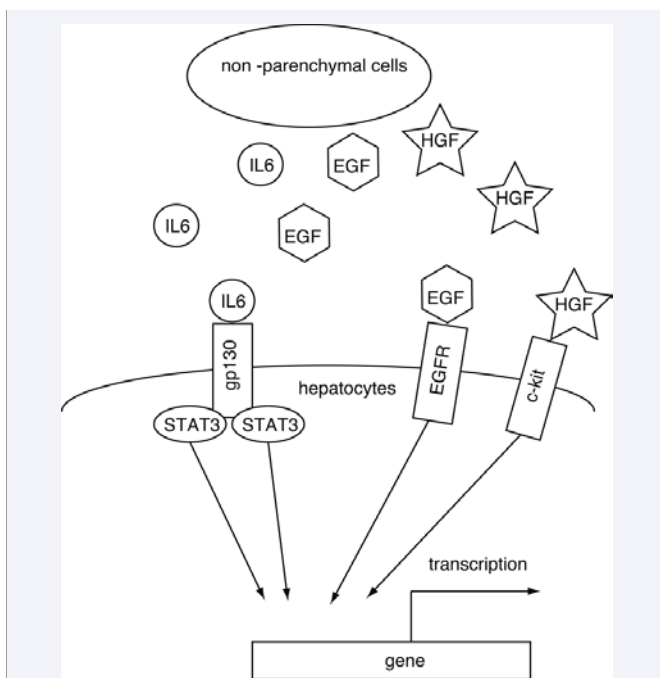 non -parenchymal cells
HGF
IL6
EGF
HGF
IL6
EGF
IL6
EGF
HGF
gp130
EGFR
c-kit
hepatocytes
STAT3
STAT3
transcription
gene